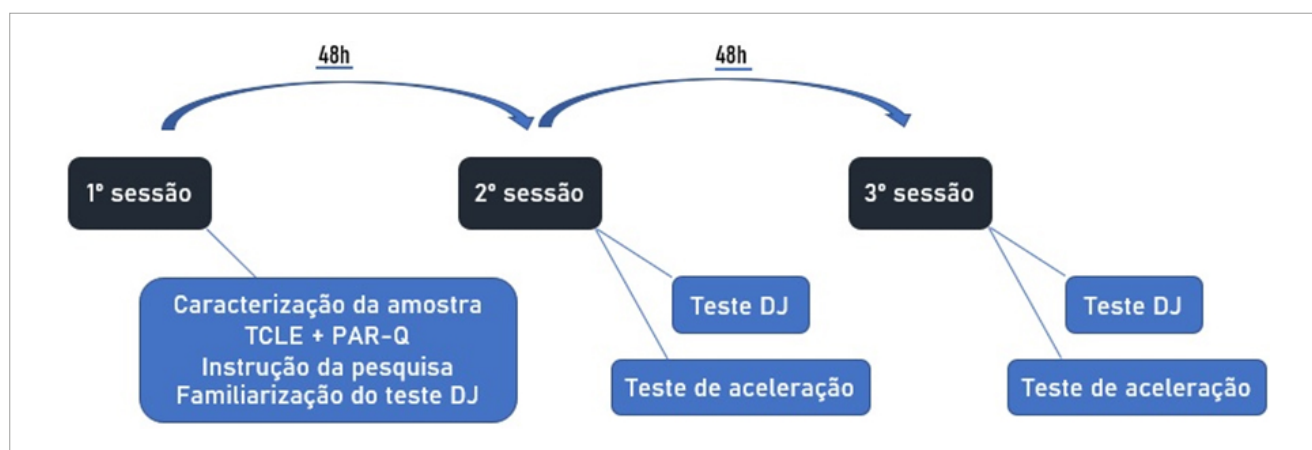 48h
48h
1º sessão
2º sessão
3º sessão
Caracterização da amostra
TCLE + PAR-Q
Instrução da pesquisa
Familiarização do teste DJ
Teste DJ
Teste de aceleração
Teste DJ
Teste de aceleração